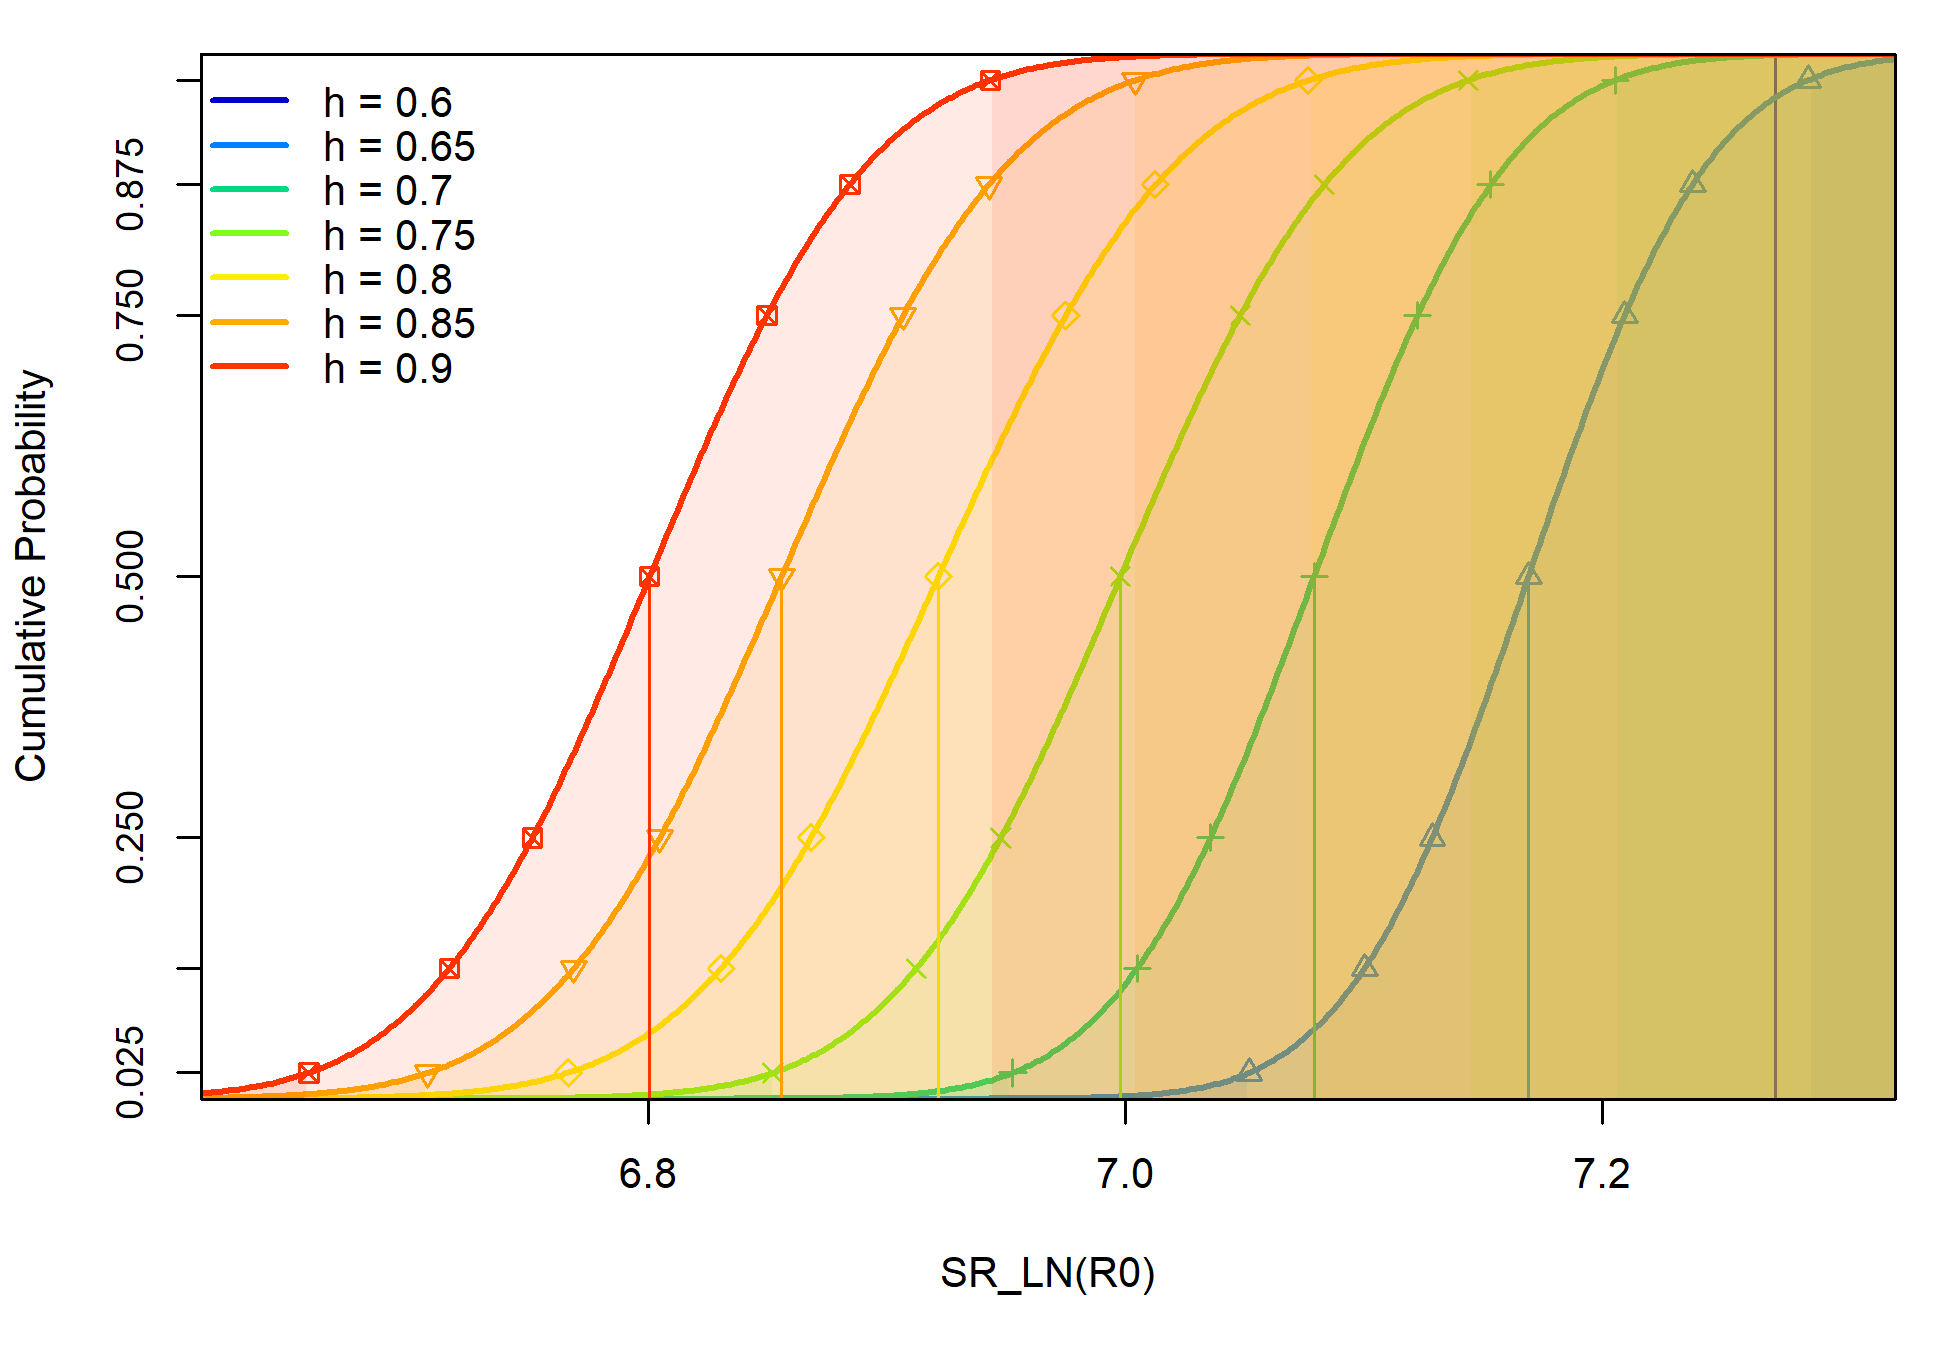 h = 0.6
h = 0.65
h = 0.7
h = 0.75
h = 0.8
h = 0.85
h = 0.9
Cumulative Probability
0.875
0.750
0.500
0.250
0.025
6.8 7.0 7.2
SR_LN(R0)